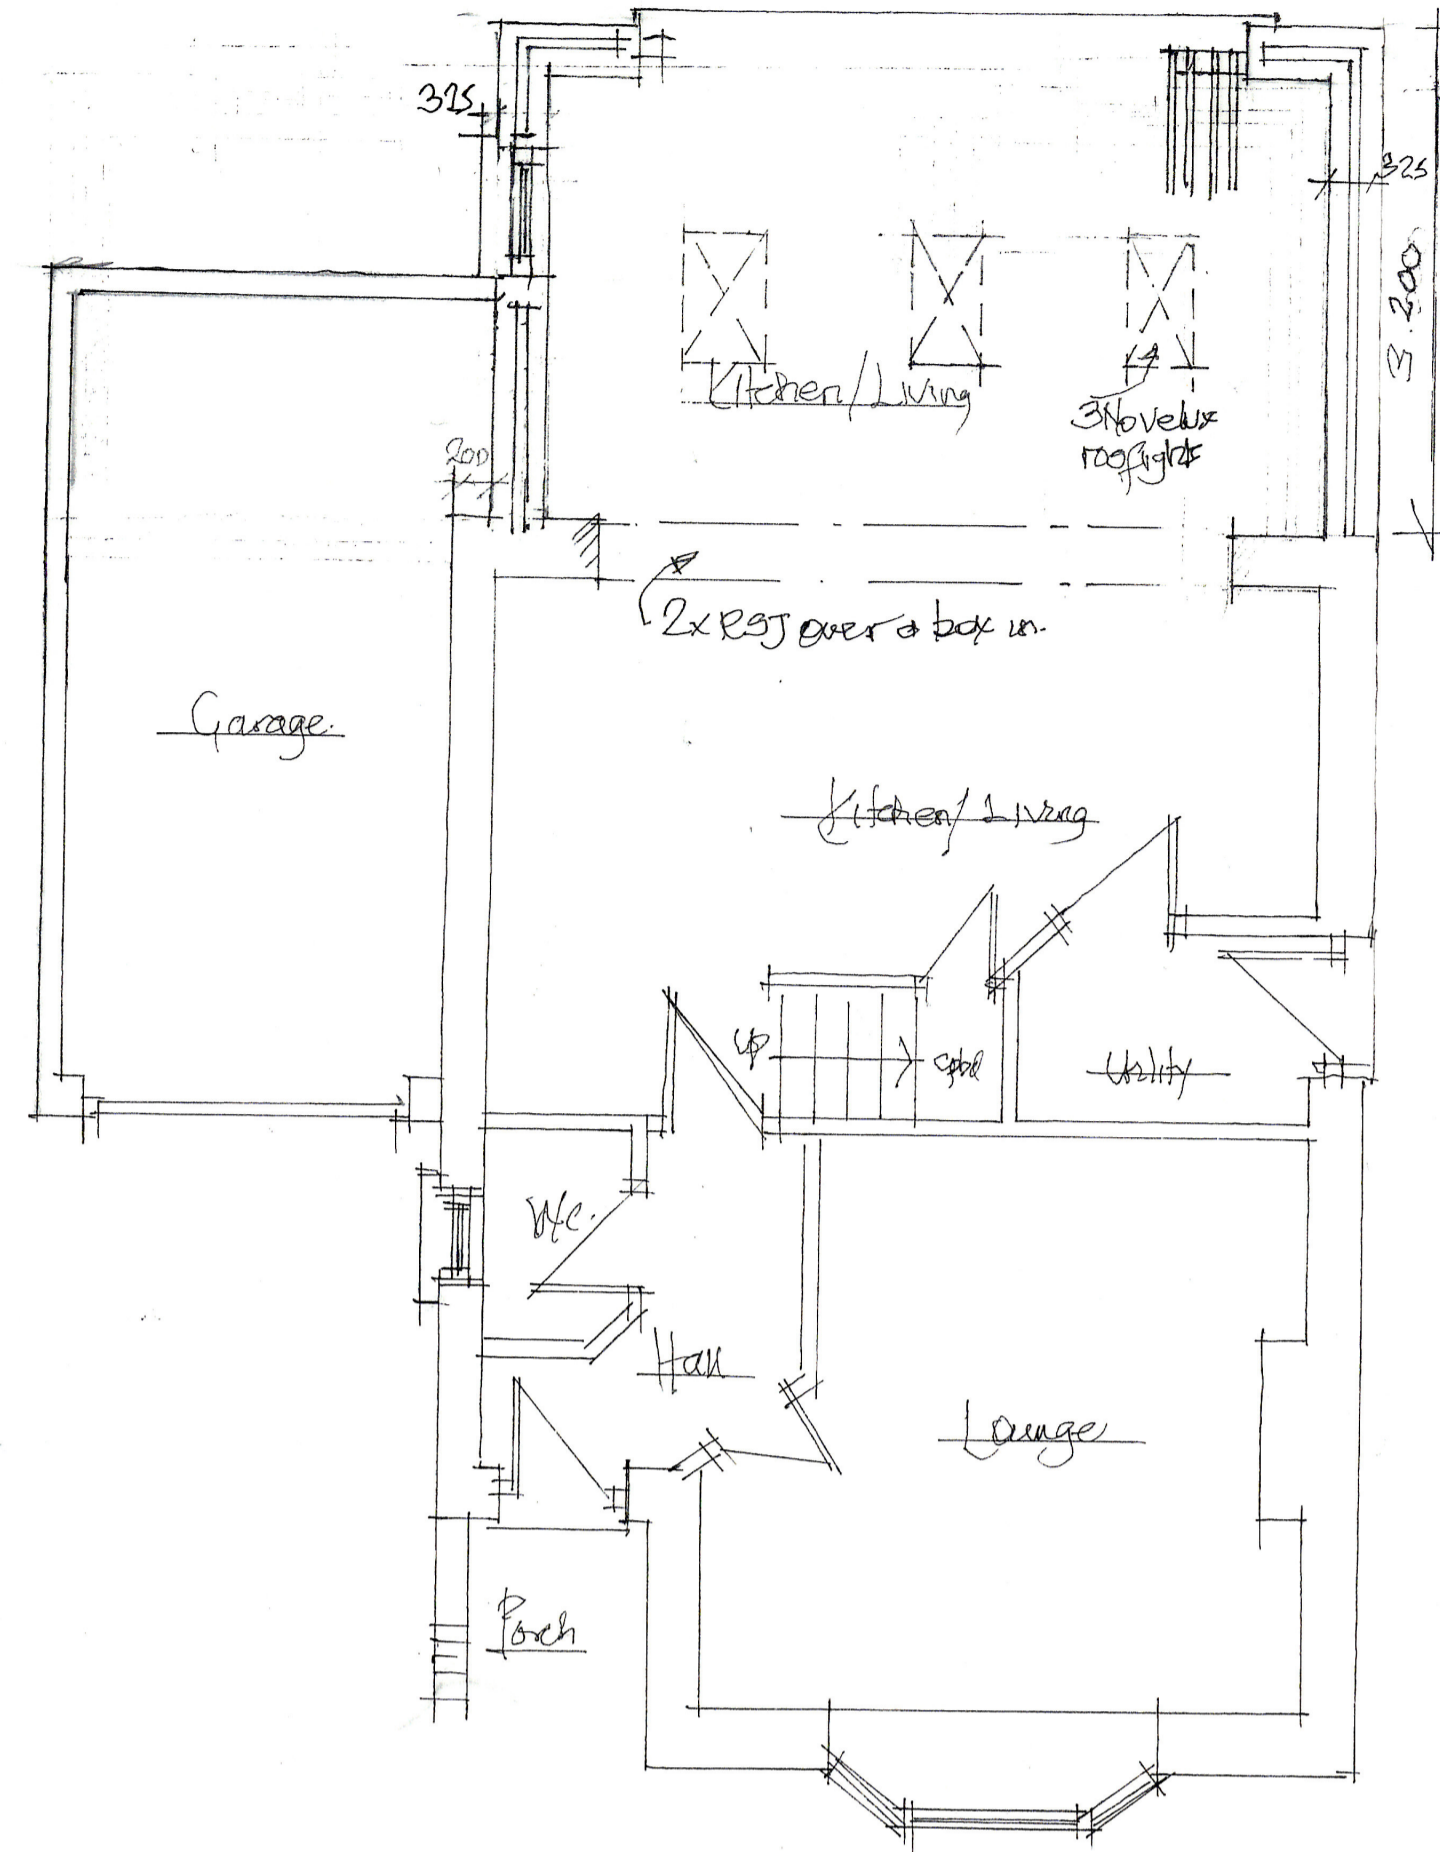 325
325
3.200
Kitchen/Living
3No velux
rooflights
200
2x RSJ over & box in.
Garage.
Kitchen/Living
up
cpbd
Utility
W/c.
Hall
Lounge
Porch